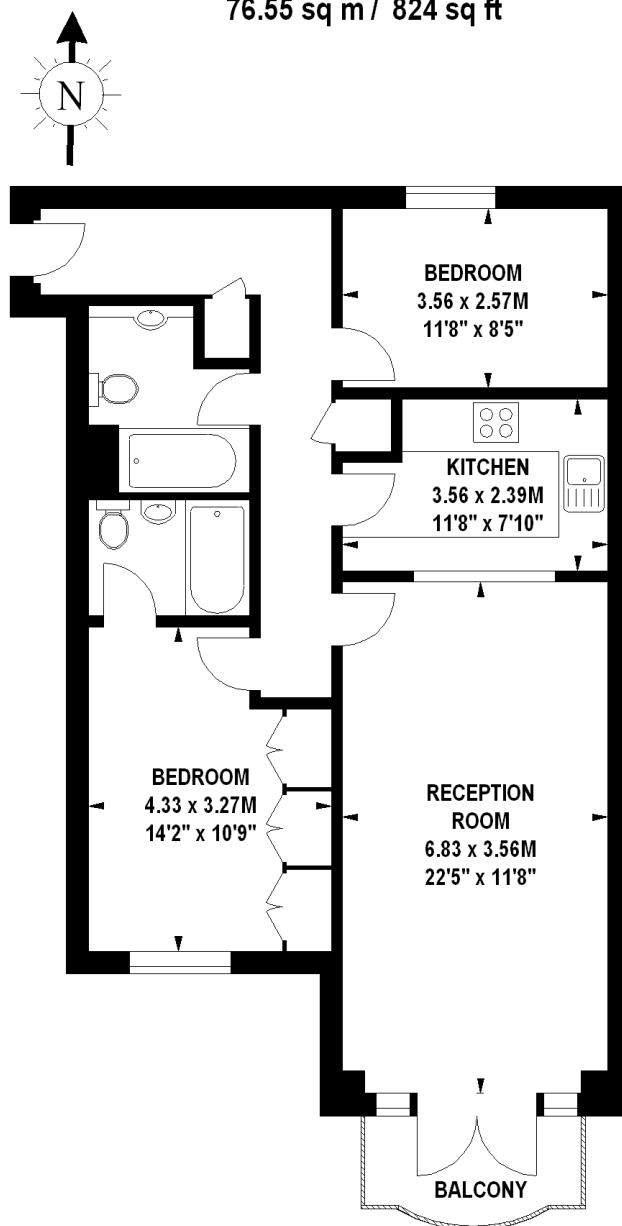 76.55 sq m / 824 sq ft
N
BEDROOM
3.56 x 2.57M
11'8" x 8'5"
KITCHEN
3.56 x 2.39M
11'8" x 7'10"
BEDROOM
4.33 x 3.27M
14'2" x 10'9"
RECEPTION
ROOM
6.83 x 3.56M
22'5" x 11'8"
BALCONY